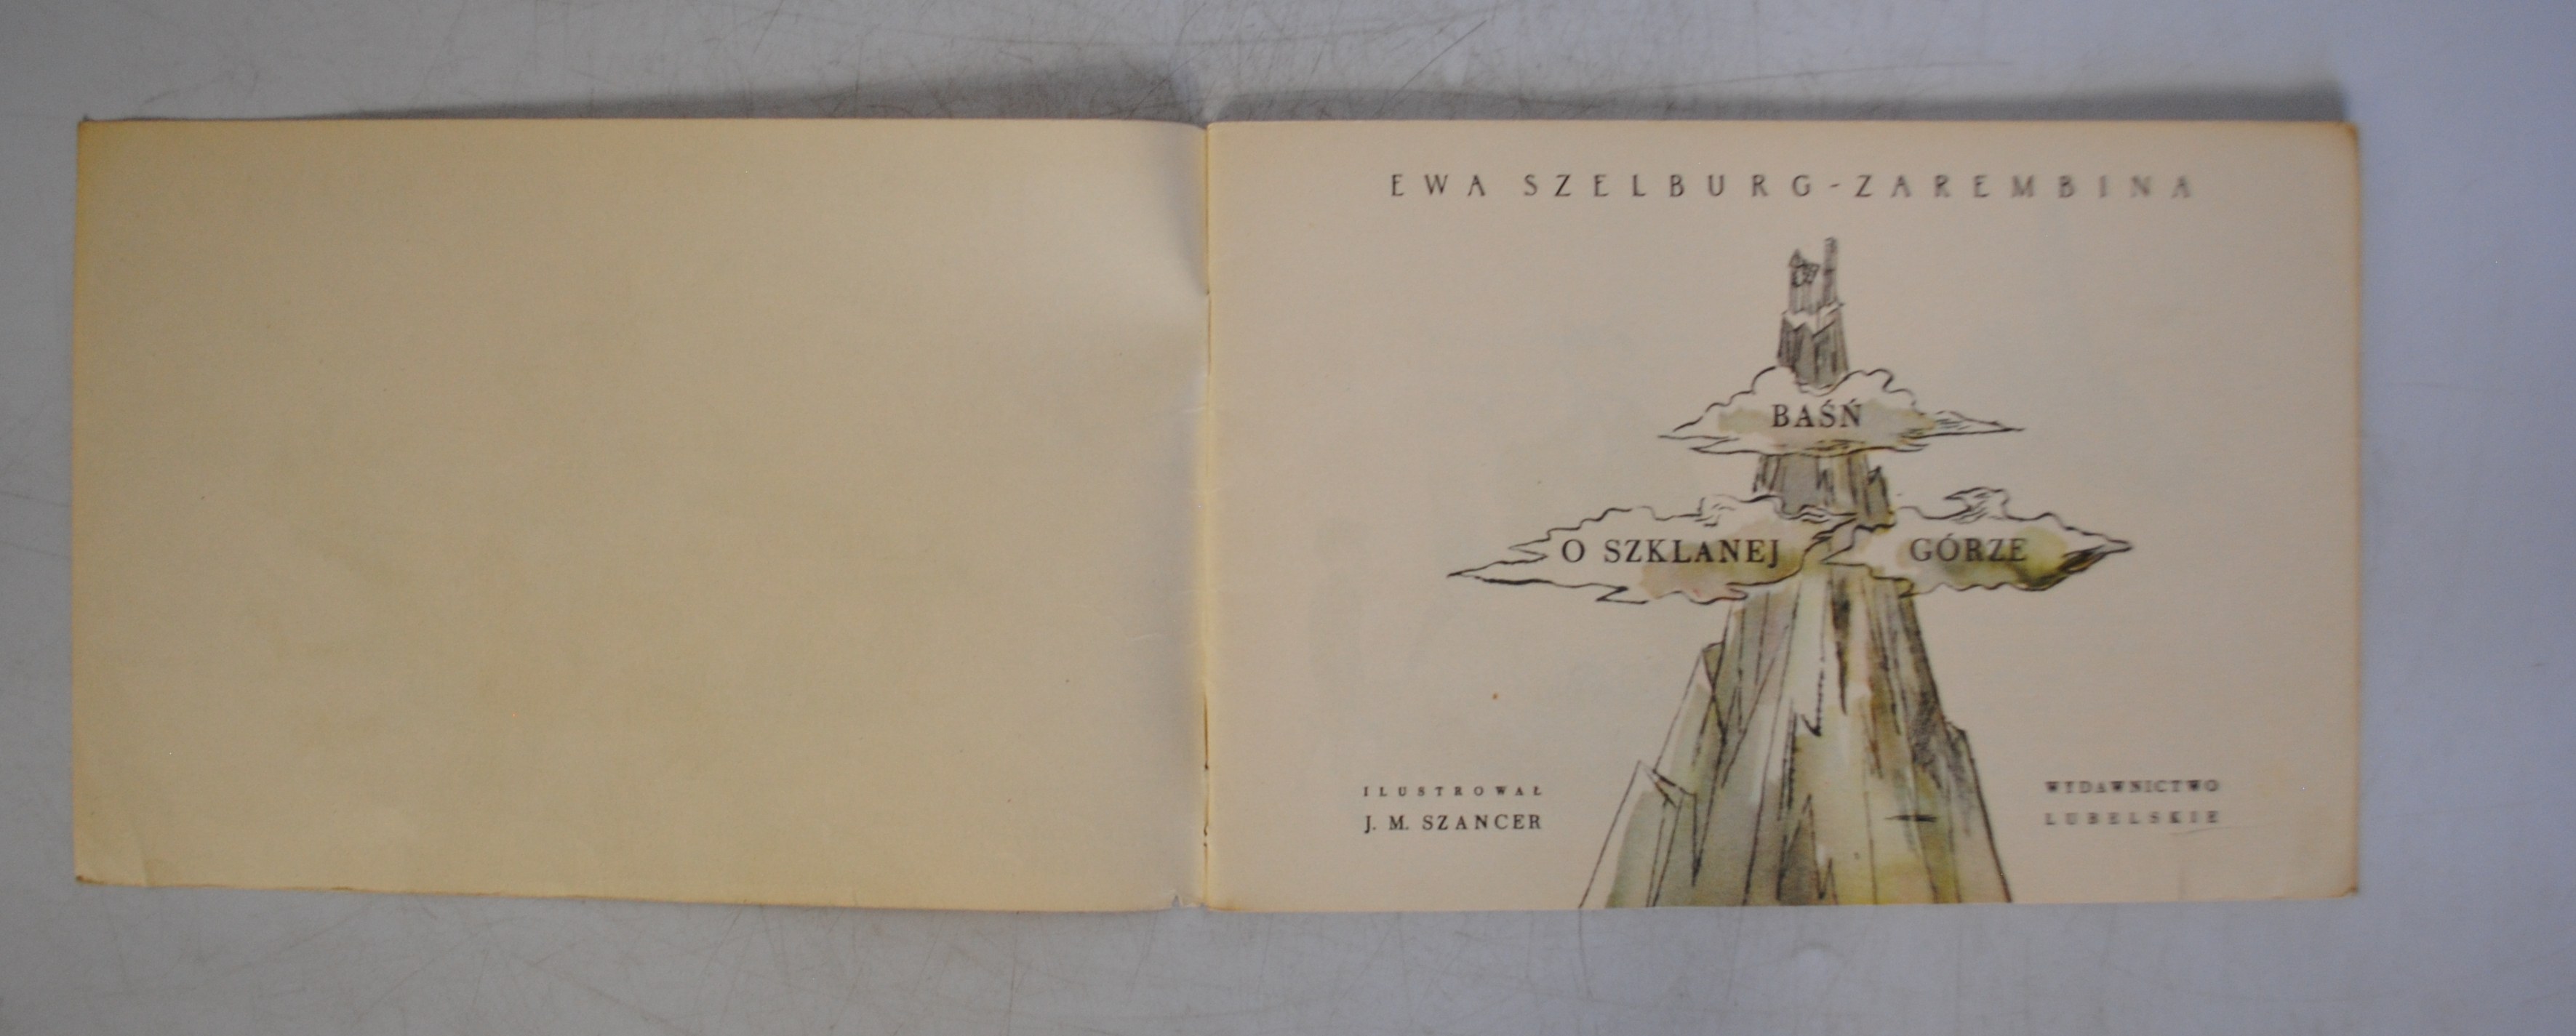 EWA SZELBURG-ZAREMBINA
BAŚŃ
O SZKLANEJ GÓRZE
ILUSTROWAŁ
J. M. SZANCER
WYDAWNICTWO
LUBELSKIE